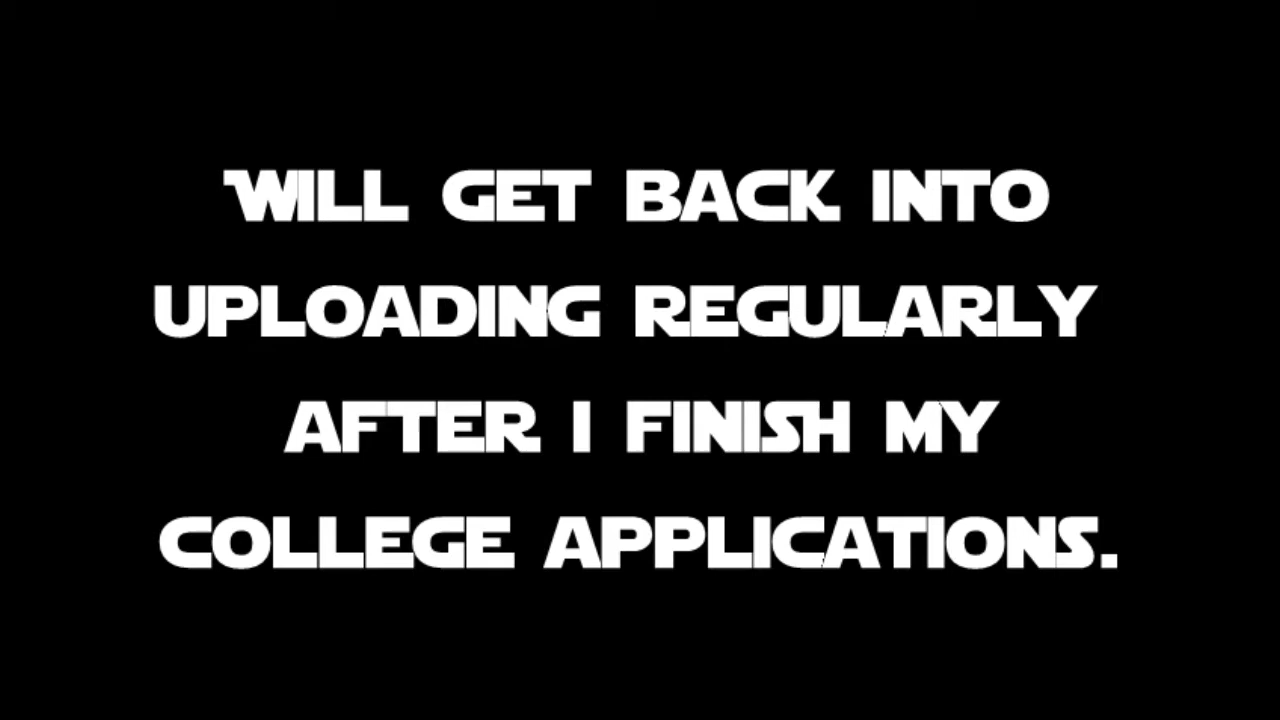 Will get back into
uploading regularly
after I finish my
college applications.